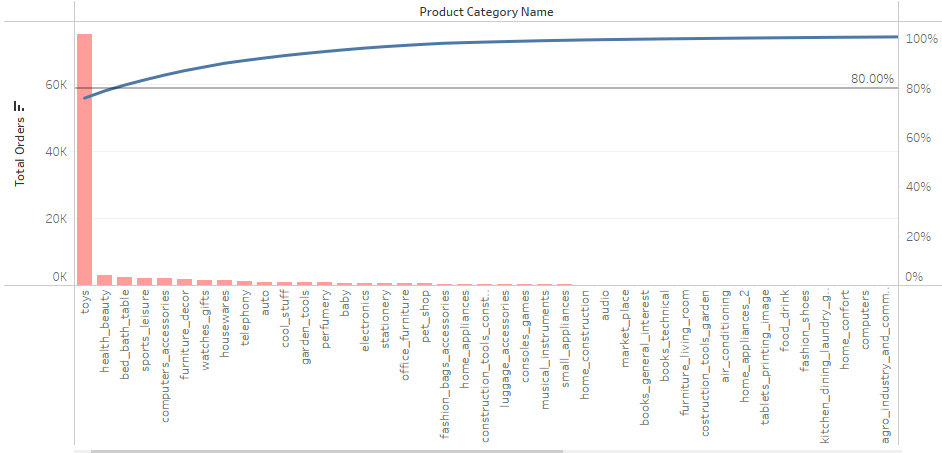 Product Category Name
Total Orders
60K
40K
20K
0K
100%
80%
60%
40%
20%
0%
80.00%
toys
health_beauty
bed_bath_table
sports_leisure
computers_accessories
furniture_decor
watches_gifts
housewares
telephony
auto
cool_stuff
garden_tools
perfumery
baby
electronics
stationery
office_furniture
pet_shop
fashion_bags_accessories
home_appliances
construction_tools_const..
luggage_accessories
consoles_games
musical_instruments
small_appliances
home_construction
audio
market_place
books_general_interest
books_technical
furniture_living_room
costruction_tools_garden
air_conditioning
home_appliances_2
tablets_printing_image
food_drink
fashion_shoes
kitchen_dining_laundry_g..
home_confort
computers
agro_industry_and_comm..